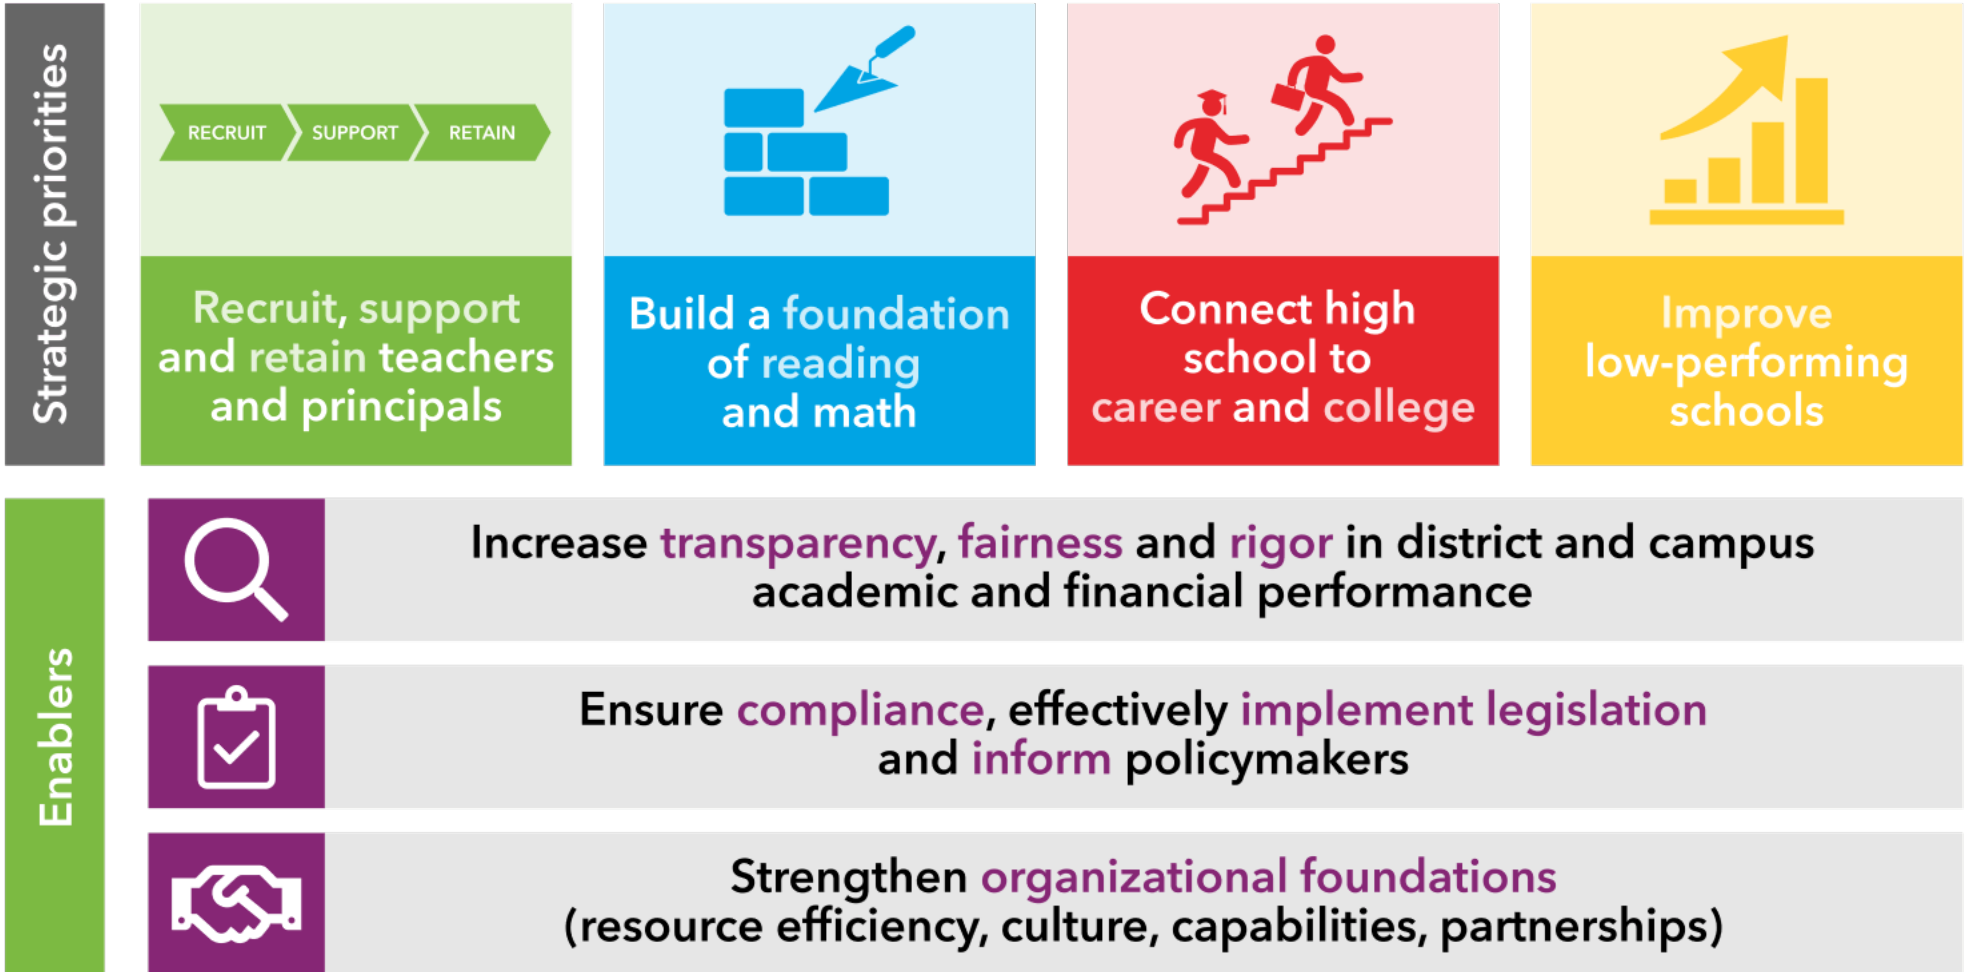 Strategic priorities
RECRUIT
SUPPORT
RETAIN
Recruit, support
and retain teachers
and principals
Build a foundation
of reading
and math
Connect high
school to
career and college
Improve
low-performing
schools
Enablers
Increase transparency, fairness and rigor in district and campus
academic and financial performance
Ensure compliance, effectively implement legislation
and inform policymakers
Strengthen organizational foundations
(resource efficiency, culture, capabilities, partnerships)